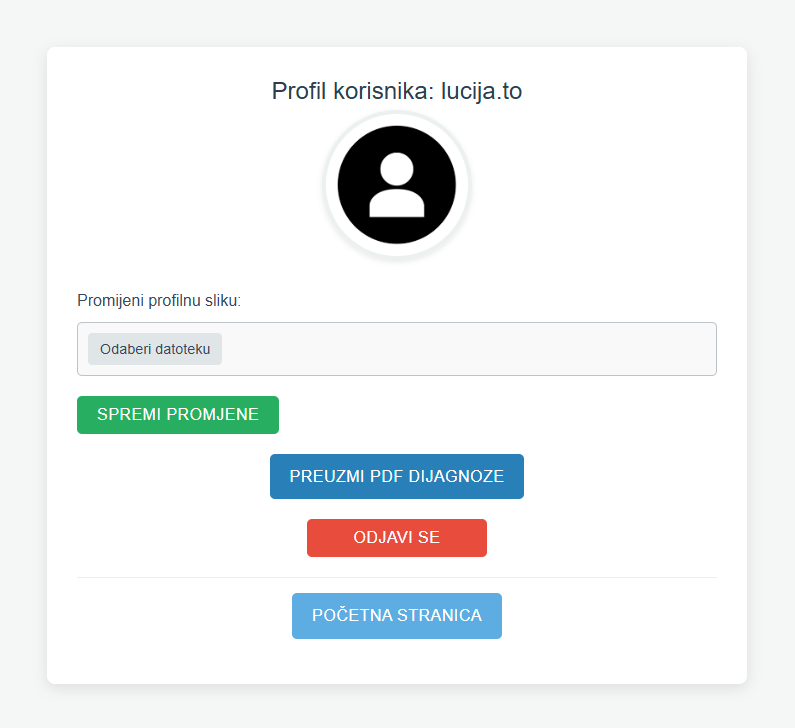 Profil korisnika: lucija.to
Promijeni profilnu sliku:
Odaberi datoteku
SPREMI PROMJENE
PREUZMI PDF DIJAGNOZE
ODJAVI SE
POČETNA STRANICA